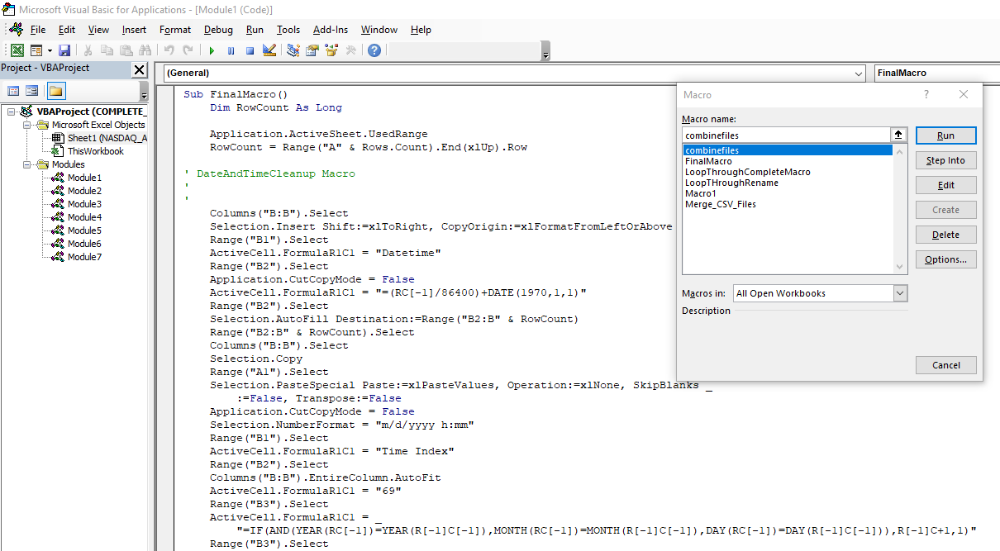 Microsoft Visual Basic for Applications - [Module1 (Code)]
File Edit View Insert Format Debug Run Tools Add-Ins Window Help
Project - VBAProject
VBAProject (COMPLETE_
Microsoft Excel Objects
Sheet1 (NASDAQ_A
ThisWorkbook
Modules
Module1
Module2
Module3
Module4
Module5
Module6
Module7
(General)
FinalMacro
Sub FinalMacro()
Dim RowCount As Long
Application.ActiveSheet.UsedRange
RowCount = Range("A" & Rows.Count).End(xlUp).Row
' DateAndTimeCleanup Macro
'
'
Columns("B:B").Select
Selection.Insert Shift:=xlToRight, CopyOrigin:=xlFormatFromLeftOrAbove
Range("B1").Select
ActiveCell.FormulaR1C1 = "Datetime"
Range("B2").Select
Application.CutCopyMode = False
ActiveCell.FormulaR1C1 = "=(RC[-1]/86400)+DATE(1970,1,1)"
Range("B2").Select
Selection.AutoFill Destination:=Range("B2:B" & RowCount)
Range("B2:B" & RowCount).Select
Columns("B:B").Select
Selection.Copy
Range("A1").Select
Selection.PasteSpecial Paste:=xlPasteValues, Operation:=xlNone, SkipBlanks _
:=False, Transpose:=False
Application.CutCopyMode = False
Selection.NumberFormat = "m/d/yyyy h:mm"
Range("B1").Select
ActiveCell.FormulaR1C1 = "Time Index"
Range("B2").Select
Columns("B:B").EntireColumn.AutoFit
ActiveCell.FormulaR1C1 = "69"
Range("B3").Select
ActiveCell.FormulaR1C1 = _
"=IF(AND(YEAR(RC[-1])=YEAR(R[-1]C[-1]),MONTH(RC[-1])=MONTH(R[-1]C[-1]),DAY(RC[-1])=DAY(R[-1]C[-1])),R[-1]C+1,1)"
Range("B3").Select
Macro
?
Macro name:
combinefiles
combinefiles
FinalMacro
LoopThroughCompleteMacro
LoopTHroughRename
Macro1
Merge_CSV_Files
Run
Step Into
Edit
Create
Delete
Options...
Macros in: All Open Workbooks
Description
Cancel